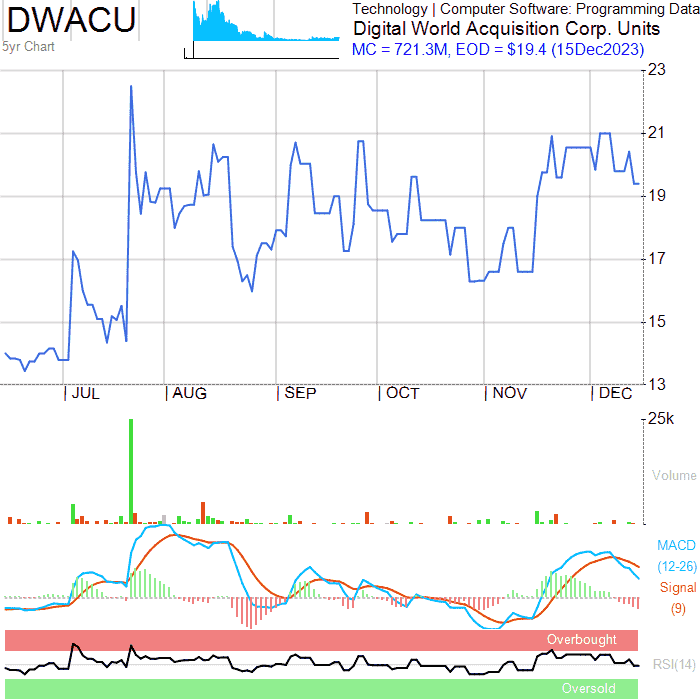 DWACU
5yr Chart
Technology | Computer Software: Programming Data
Digital World Acquisition Corp. Units
MC = 721.3M, EOD = $19.4 (15Dec2023)
23
21
19
17
15
13
JUL AUG SEP OCT NOV DEC
25k
Volume
MACD
(12-26)
Signal
(9)
Overbought
RSI(14)
Oversold